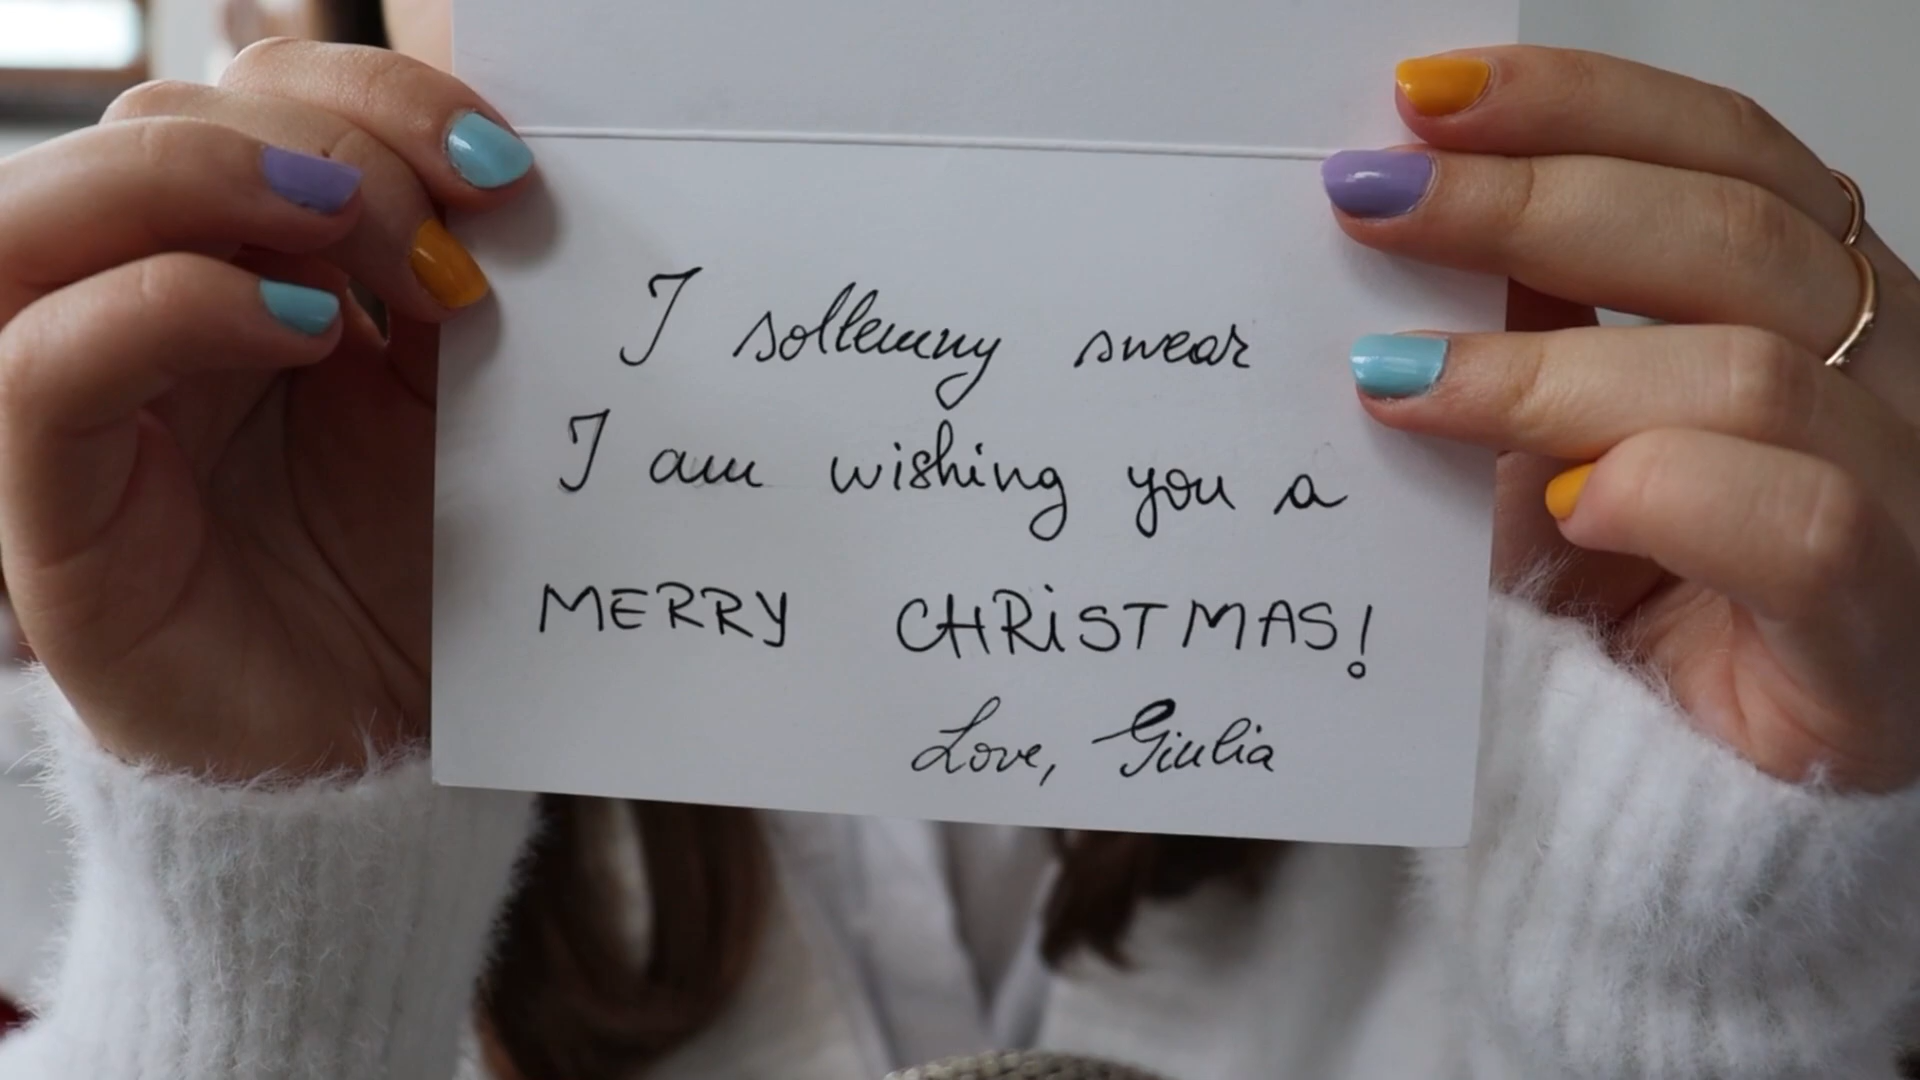 I sollemny swear
I am wishing you a
MERRY CHRiSTMAS!
Love, Giulia